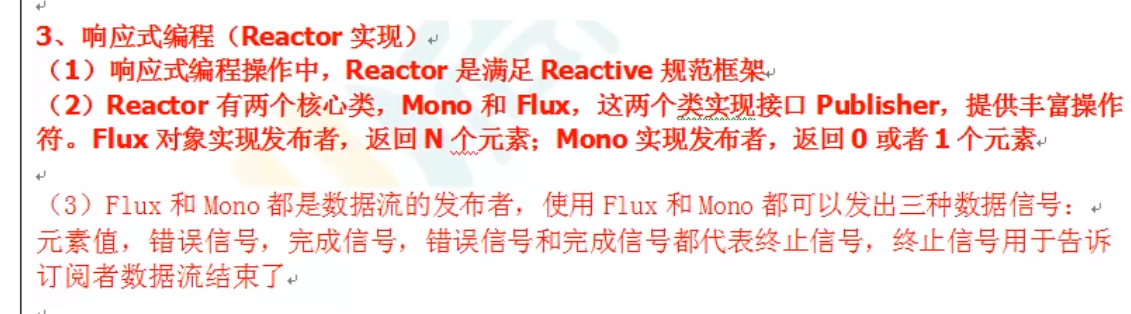 3、响应式编程（Reactor 实现）
（1）响应式编程操作中，Reactor 是满足 Reactive 规范框架
（2）Reactor 有两个核心类，Mono 和 Flux，这两个类实现接口 Publisher，提供丰富操作
符。Flux 对象实现发布者，返回 N 个元素；Mono 实现发布者，返回 0 或者 1 个元素
（3）Flux 和 Mono 都是数据流的发布者，使用 Flux 和 Mono 都可以发出三种数据信号：
元素值，错误信号，完成信号，错误信号和完成信号都代表终止信号，终止信号用于告诉
订阅者数据流结束了